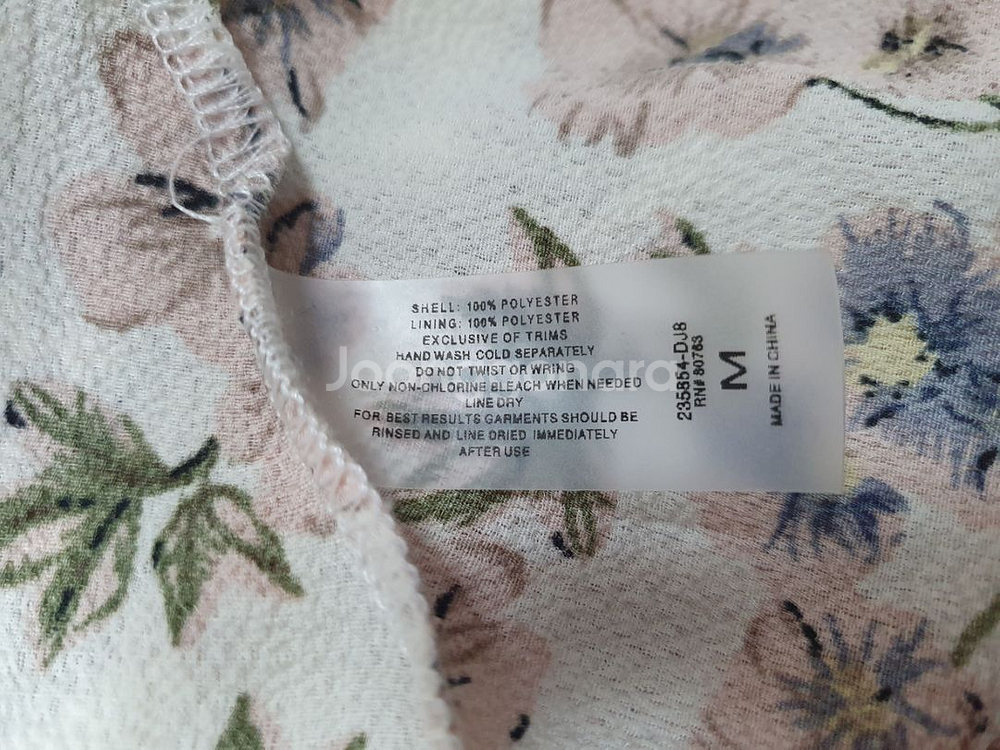 SHELL: 100% POLYESTER
LINING: 100% POLYESTER
EXCLUSIVE OF TRIMS
HAND WASH COLD SEPARATELY
DO NOT TWIST OR WRING
ONLY NON-CHLORINE BLEACH WHEN NEEDED
LINE DRY
FOR BEST RESULTS GARMENTS SHOULD BE
RINSED AND LINE DRIED IMMEDIATELY
AFTER USE
235854-DJ8
RN# 80763
M
MADE IN CHINA